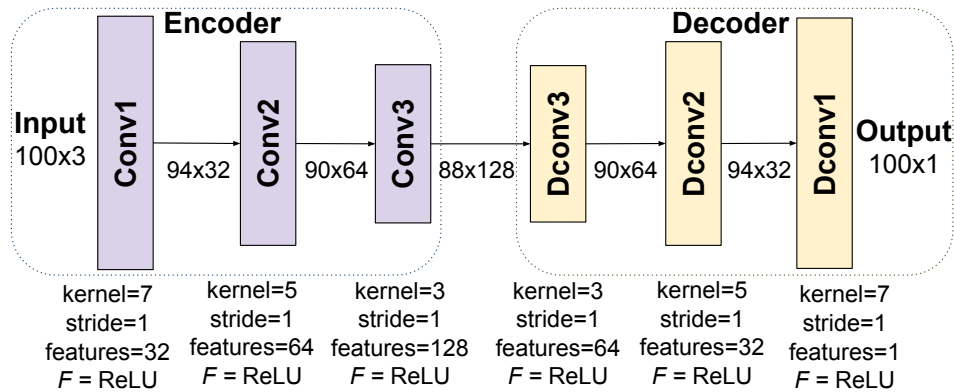 Encoder
Decoder
Input
100x3
Conv1
94x32
Conv2
90x64
Conv3
88x128
Dconv3
90x64
Dconv2
94x32
Dconv1
Output
100x1
kernel=7
stride=1
features=32
F = ReLU
kernel=5
stride=1
features=64
F = ReLU
kernel=3
stride=1
features=128
F = ReLU
kernel=3
stride=1
features=64
F = ReLU
kernel=5
stride=1
features=32
F = ReLU
kernel=7
stride=1
features=1
F = ReLU